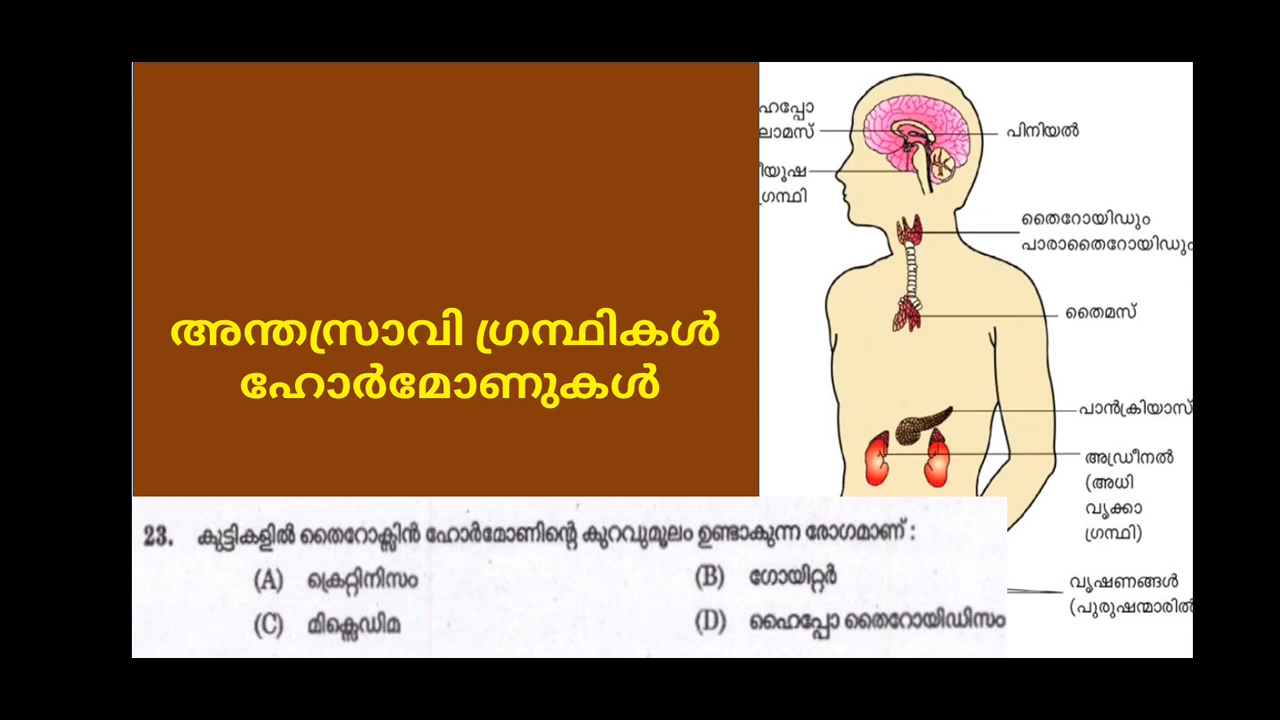 അന്തസ്രാവി ഗ്രന്ഥികൾ
ഹോർമോണുകൾ
ഹപ്പോ
ലാമസ്
പിനിയൽ
ീയൂഷ
ഗ്രന്ഥി
തൈറോയിഡും
പാരാതൈറോയിഡും
തൈമസ്
പാൻക്രിയാസ്
അഡ്രീനൽ
(അധി
വൃക്കാ
ഗ്രന്ഥി)
വൃഷണങ്ങൾ
(പുരുഷന്മാരിൽ
23. കുട്ടികളിൽ തൈറോക്സിൻ ഹോർമോണിന്റെ കുറവുമൂലം ഉണ്ടാകുന്ന രോഗമാണ് :
(A) ക്രെറ്റിനിസം (B) ഗോയിറ്റർ
(C) മിക്സെഡിമ (D) ഹൈപ്പോ തൈറോയിഡിസം